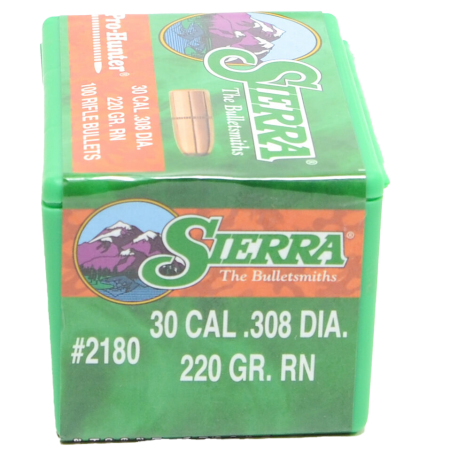 Pro-Hunter®
30 CAL .308 DIA.
220 GR. RN
100 RIFLE BULLETS
SIERRA®
The Bulletsmiths
SIERRA®
The Bulletsmiths
#2180
30 CAL .308 DIA.
220 GR. RN